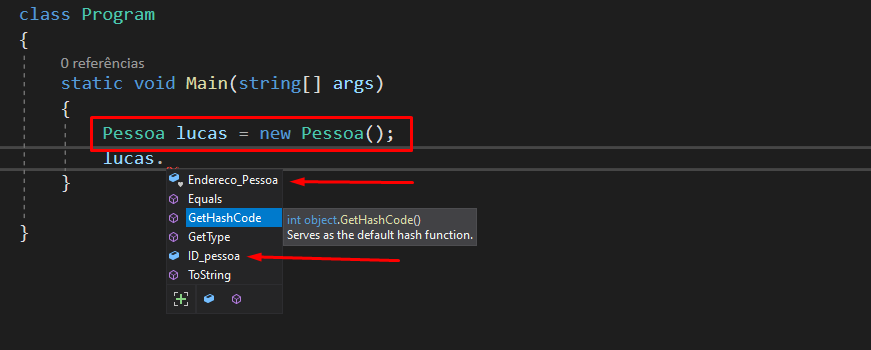 class Program
{
0 referências
static void Main(string[] args)
{
Pessoa lucas = new Pessoa();
lucas.
Endereco_Pessoa
Equals
GetHashCode
int object.GetHashCode()
Serves as the default hash function.
GetType
ID_pessoa
ToString
}
}